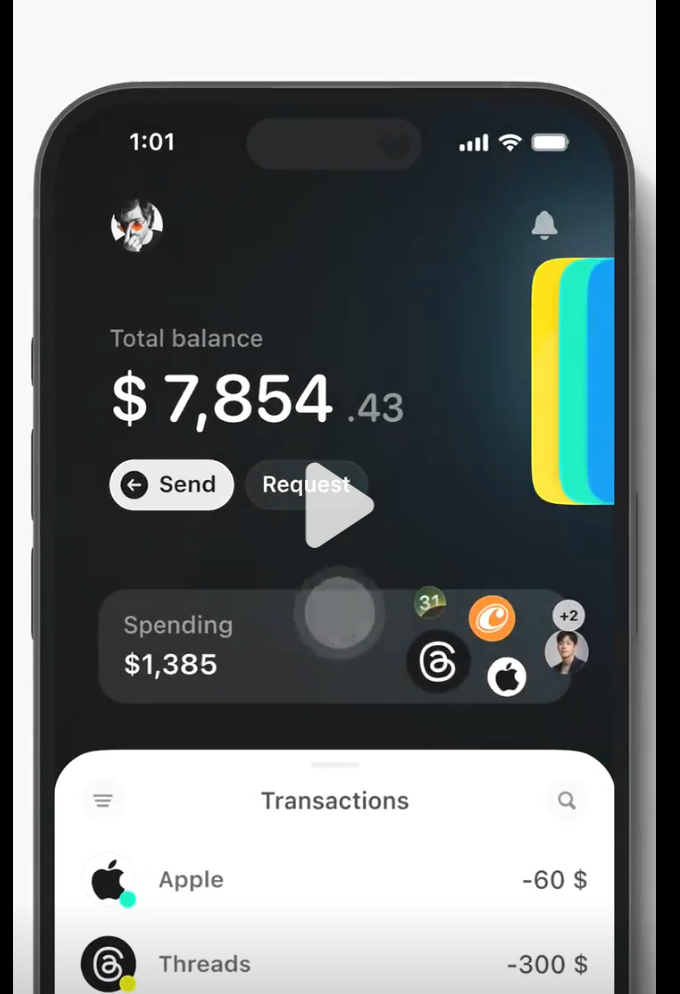 1:01
Total balance
$ 7,854 .43
Send
Request
31
+2
Spending
$1,385
Transactions
Apple
-60 $
Threads
-300 $